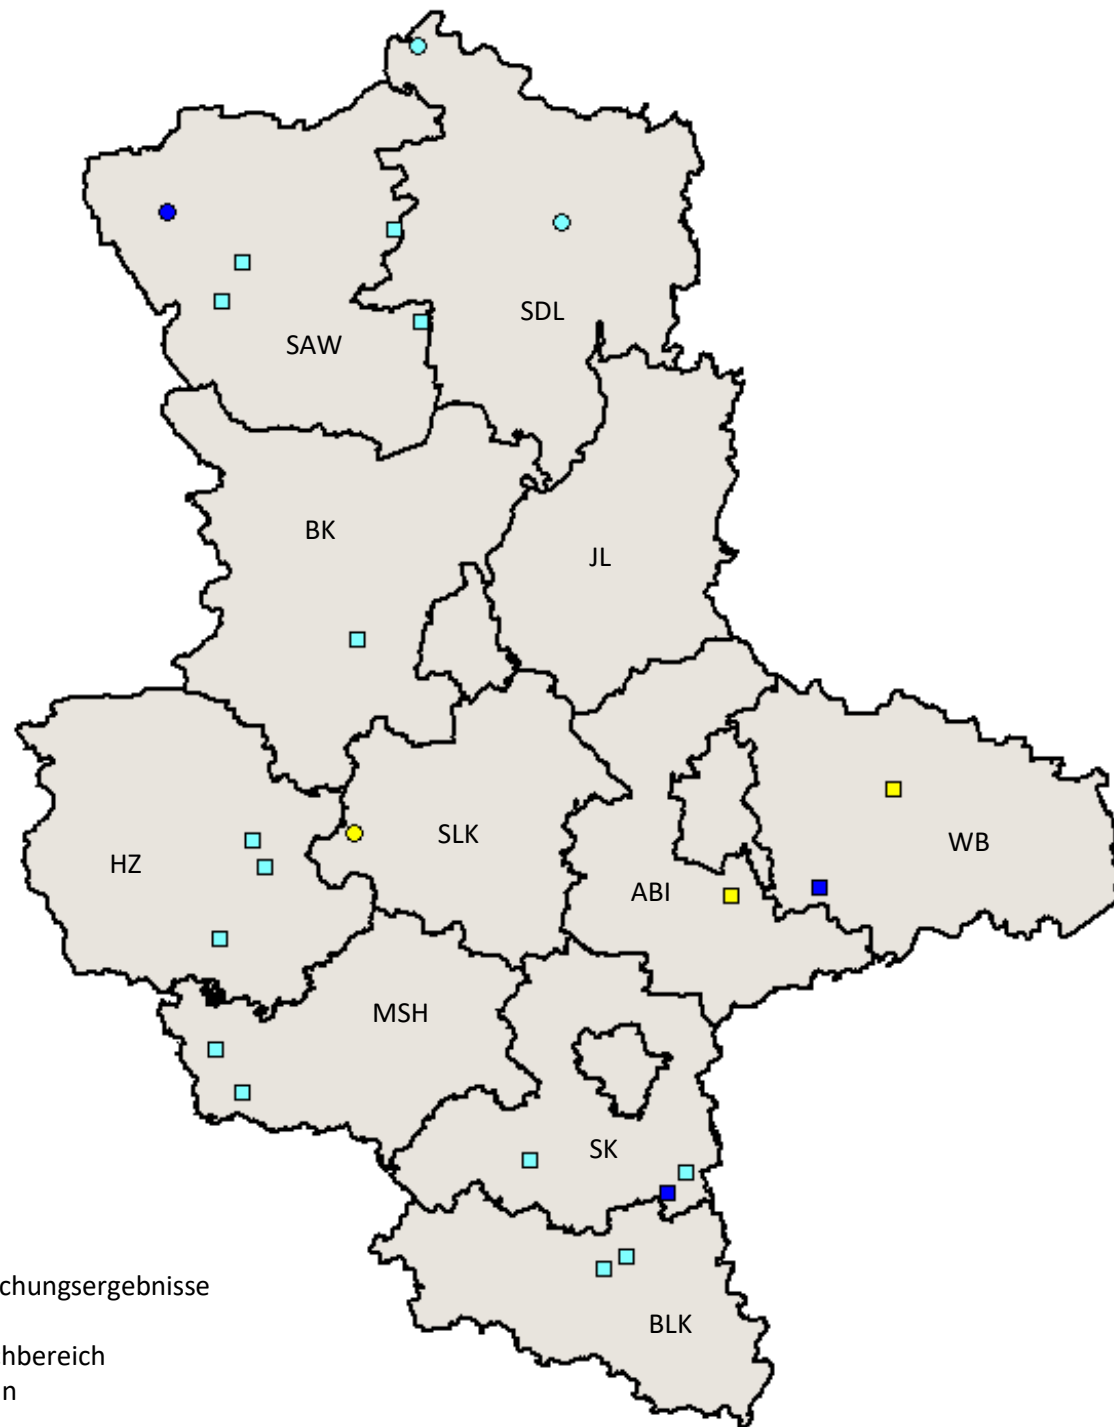 SDL
SAW
BK
JL
SLK
WB
HZ
ABI
MSH
SK
chungsergebnisse
BLK
hbereich
n